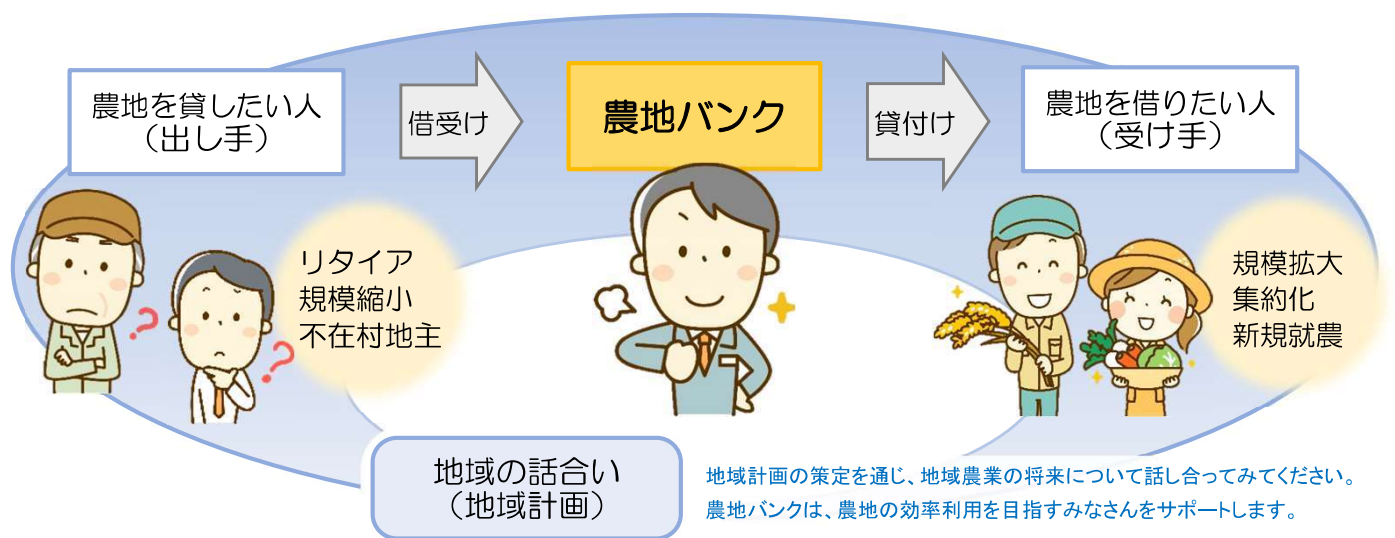 農地を貸したい人
（出し手）
借受け
農地バンク
貸付け
農地を借りたい人
（受け手）
リタイア
規模縮小
不在村地主
規模拡大
集約化
新規就農
地域の話合い
（地域計画）
地域計画の策定を通じ、地域農業の将来について話し合ってみてください。
農地バンクは、農地の効率利用を目指すみなさんをサポートします。